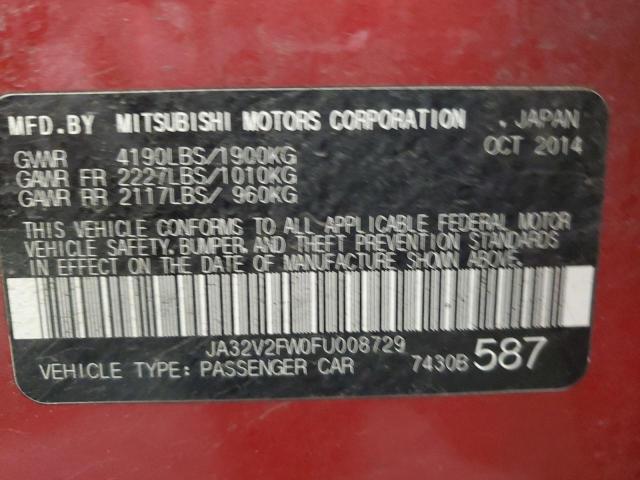 MFD.BY MITSUBISHI MOTORS CORPORATION . JAPAN
OCT 2014
GVWR 4190LBS/1900KG
GAWR FR 2227LBS/1010KG
GAWR RR 2117LBS/ 960KG
THIS VEHICLE CONFORMS TO ALL APPLICABLE FEDERAL MOTOR
VEHICLE SAFETY, BUMPER, AND THEFT PREVENTION STANDARDS
IN EFFECT ON THE DATE OF MANUFACTURE SHOWN ABOVE.
JA32V2FW0FU008729
VEHICLE TYPE: PASSENGER CAR 7430B 587